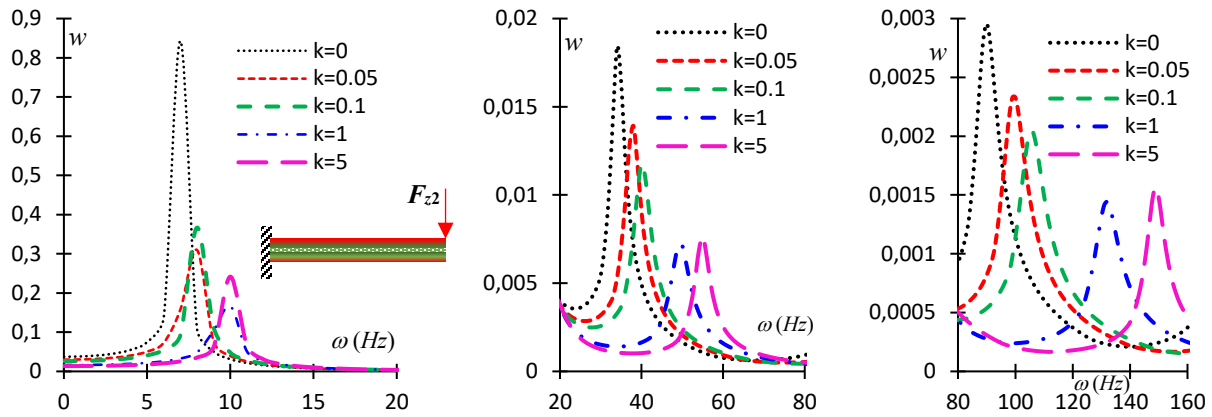 0,9
0,8
0,7
0,6
0,5
0,4
0,3
0,2
0,1
0
w
k=0
k=0.05
k=0.1
k=1
k=5
Fz2
ω (Hz)
0 5 10 15 20
0,02
0,015
0,01
0,005
0
w
k=0
k=0.05
k=0.1
k=1
k=5
ω (Hz)
20 40 60 80
0,003
0,0025
0,002
0,0015
0,001
0,0005
0
w
k=0
k=0.05
k=0.1
k=1
k=5
ω (Hz)
80 100 120 140 160